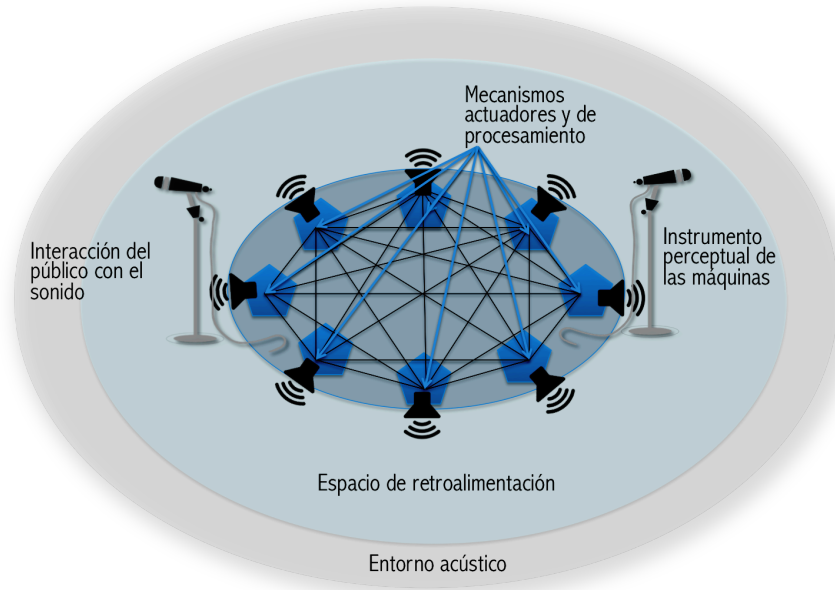 Mecanismos
actuadores y de
procesamiento
Interacción del
público con el
sonido
Instrumento
perceptual de
las máquinas
Espacio de retroalimentación
Entorno acústico